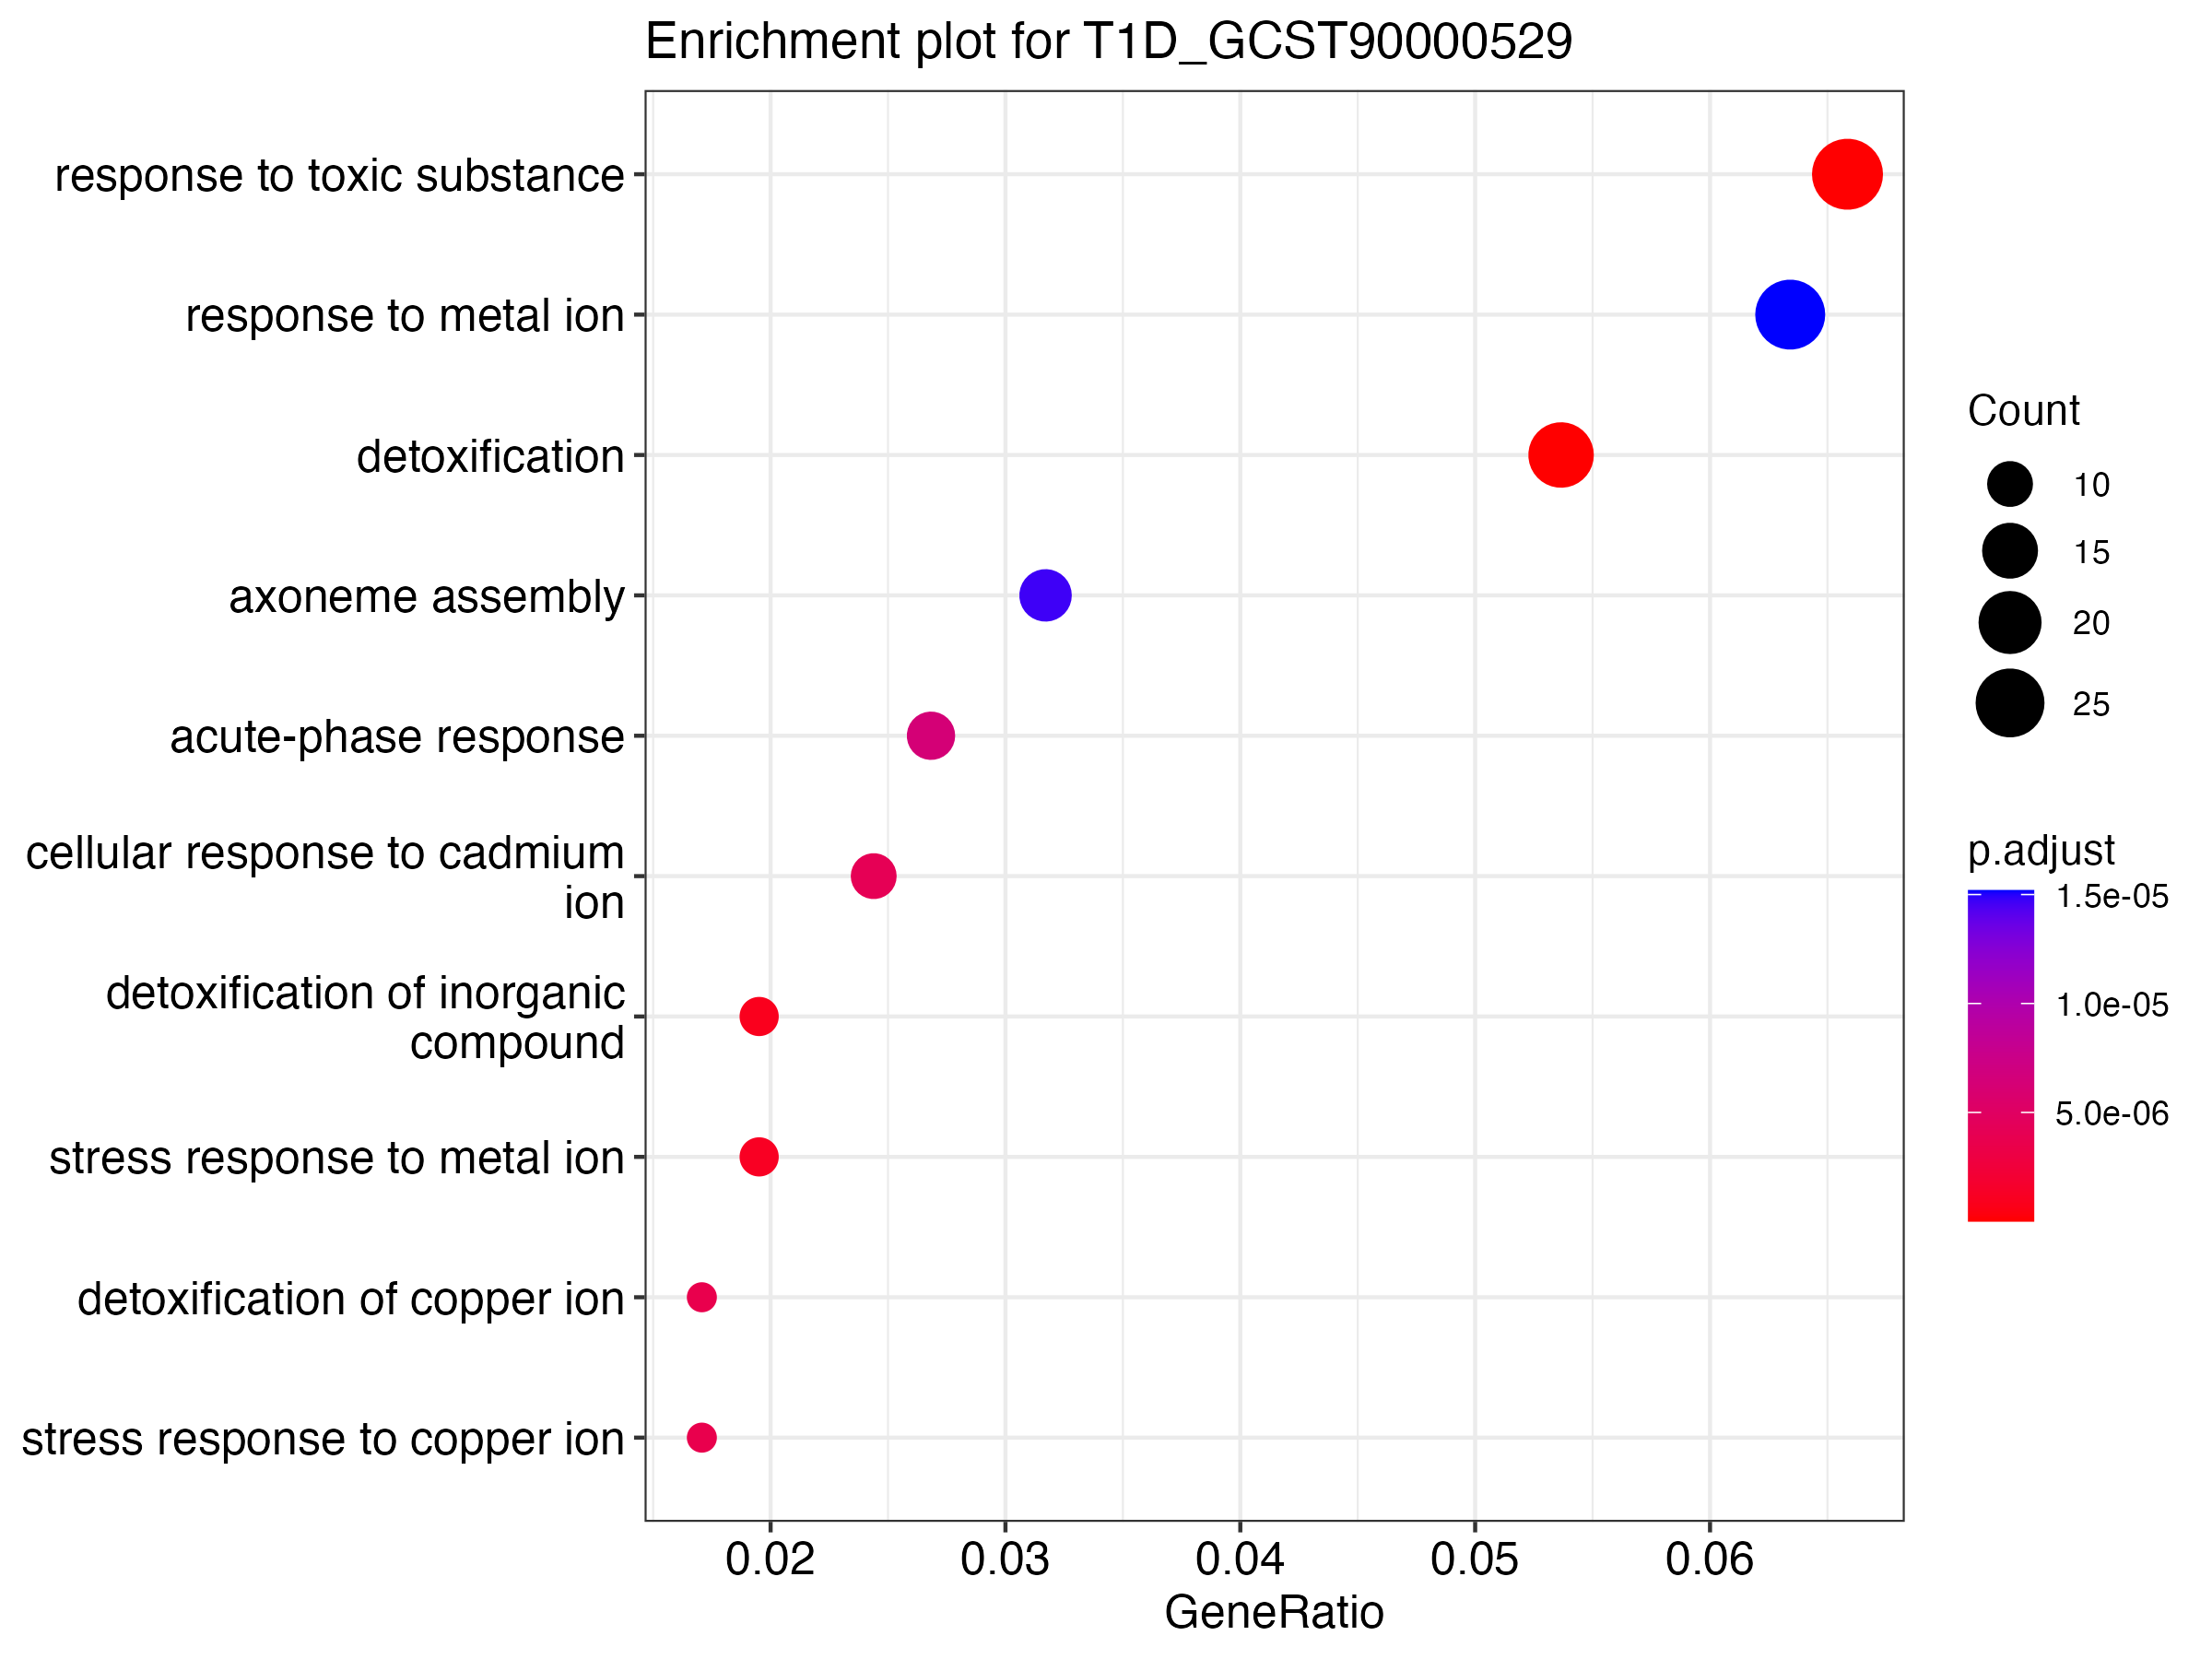 Enrichment plot for T1D_GCST90000529
response to toxic substance
response to metal ion
detoxification
axoneme assembly
acute-phase response
cellular response to cadmium
ion
detoxification of inorganic
compound
stress response to metal ion
detoxification of copper ion
stress response to copper ion
0.02
0.03
0.04
0.05
0.06
GeneRatio
Count
10
15
20
25
p.adjust
1.5e-05
1.0e-05
5.0e-06